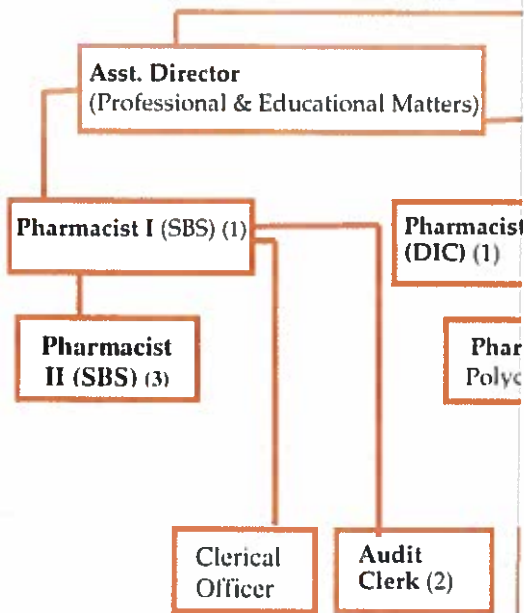 Asst. Director
(Professional & Educational Matters)
Pharmacist I (SBS) (1)
Pharmacist
(DIC) (1)
Pharmacist
II (SBS) (3)
Clerical
Officer
Audit
Clerk (2)